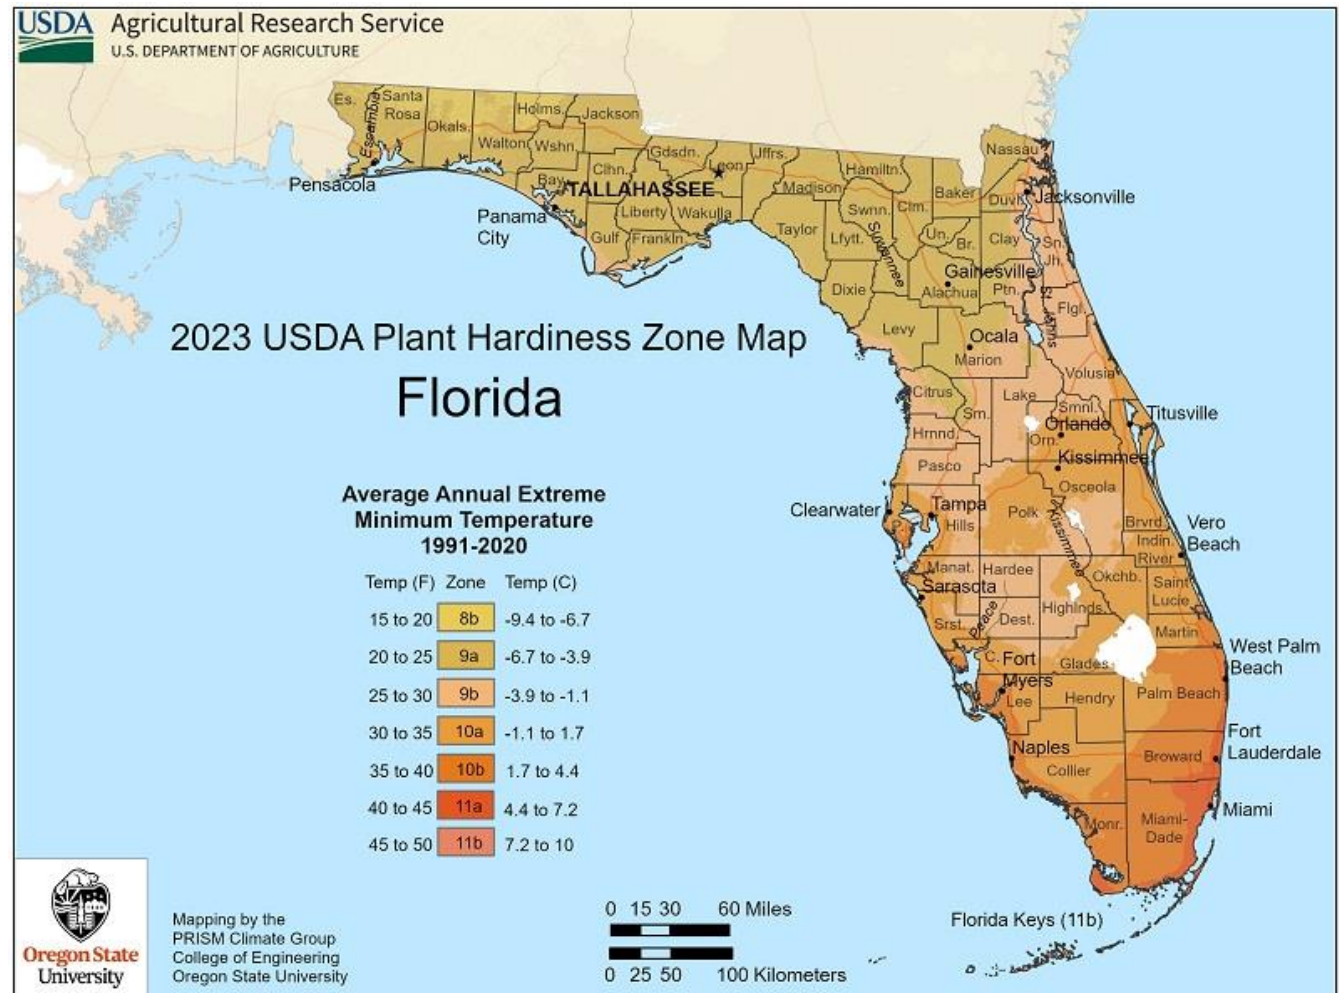 USDA
Agricultural Research Service
U.S. DEPARTMENT OF AGRICULTURE
Es.
Santa
Rosa
Escambia
Okals.
Holms.
Jackson
Walton
Wshn.
Gdsdn.
Leon
Jffrs.
Hamiltn.
Nassau
Pensacola
Bay
Clhn.
TALLAHASSEE
Madison
Baker
Duvl.
Jacksonville
Panama
City
Liberty
Wakulla
Swnn.
Clm.
Gulf
Frankln.
Taylor
Lfytt.
Suwannee
Un.
Br.
Clay
Sn.
Jh.
Gainesville
Dixie
Alachua
Ptn.
St Johns
Flgl.
2023 USDA Plant Hardiness Zone Map
Florida
Levy
Ocala
Marion
Volusia
Citrus
Sm.
Lake
Smnl.
Titusville
Hrnnd.
Orn.
Orlando
Pasco
Kissimmee
Osceola
Clearwater
P.
Tampa
Hills
Polk
Kissimmee
Brvrd.
Vero
Beach
Indin.
River
Manat.
Hardee
Sarasota
Okchb.
Saint
Lucie
Srst.
Peace
Dest.
Highlnds.
Martin
C.
Fort
Myers
Glades
West Palm
Beach
Lee
Hendry
Palm Beach
Naples
Collier
Broward
Fort
Lauderdale
Monr.
Miami-
Dade
Miami
Florida Keys (11b)
Average Annual Extreme
Minimum Temperature
1991-2020
Temp (F) Zone Temp (C)
15 to 20 8b -9.4 to -6.7
20 to 25 9a -6.7 to -3.9
25 to 30 9b -3.9 to -1.1
30 to 35 10a -1.1 to 1.7
35 to 40 10b 1.7 to 4.4
40 to 45 11a 4.4 to 7.2
45 to 50 11b 7.2 to 10
Oregon State
University
Mapping by the
PRISM Climate Group
College of Engineering
Oregon State University
0 15 30 60 Miles
0 25 50 100 Kilometers